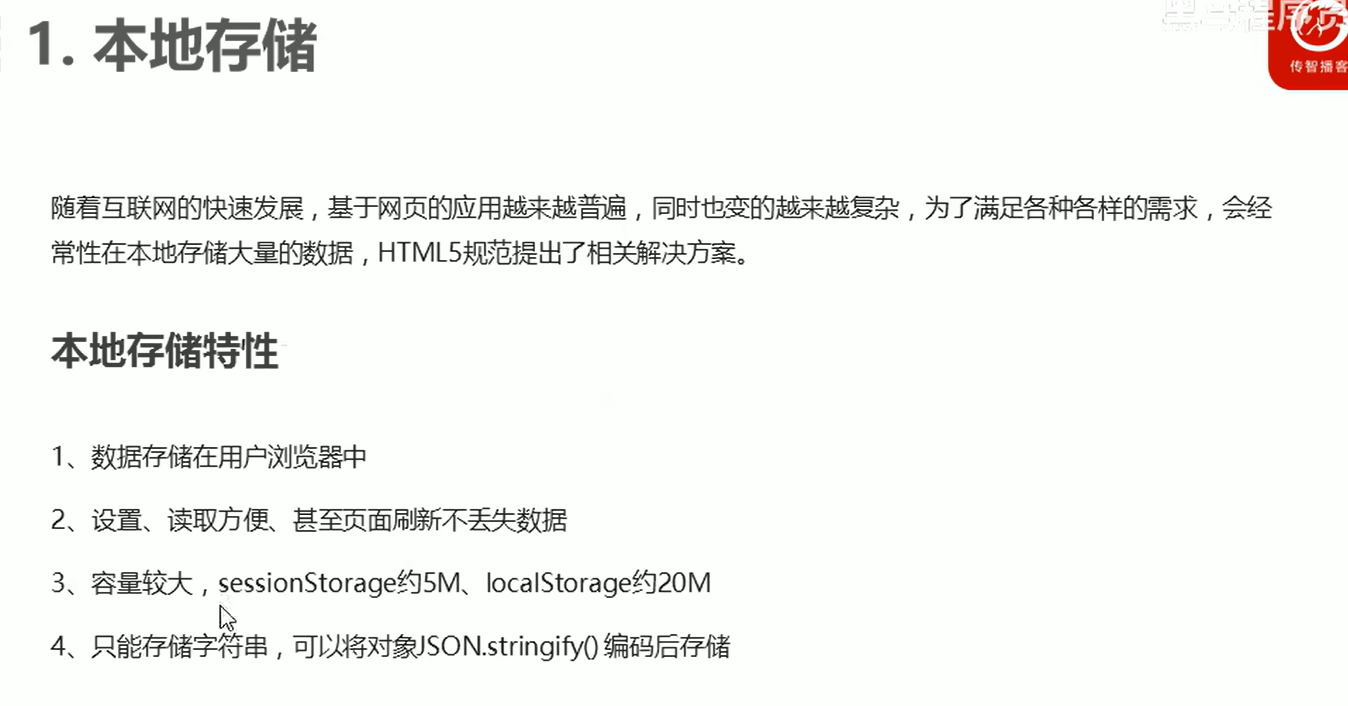 1. 本地存储
黑马程序员
传智播客
随着互联网的快速发展，基于网页的应用越来越普遍，同时也变的越来越复杂，为了满足各种各样的需求，会经
常性在本地存储大量的数据，HTML5规范提出了相关解决方案。
本地存储特性
1、数据存储在用户浏览器中
2、设置、读取方便、甚至页面刷新不丢失数据
3、容量较大，sessionStorage约5M、localStorage约20M
4、只能存储字符串，可以将对象JSON.stringify() 编码后存储